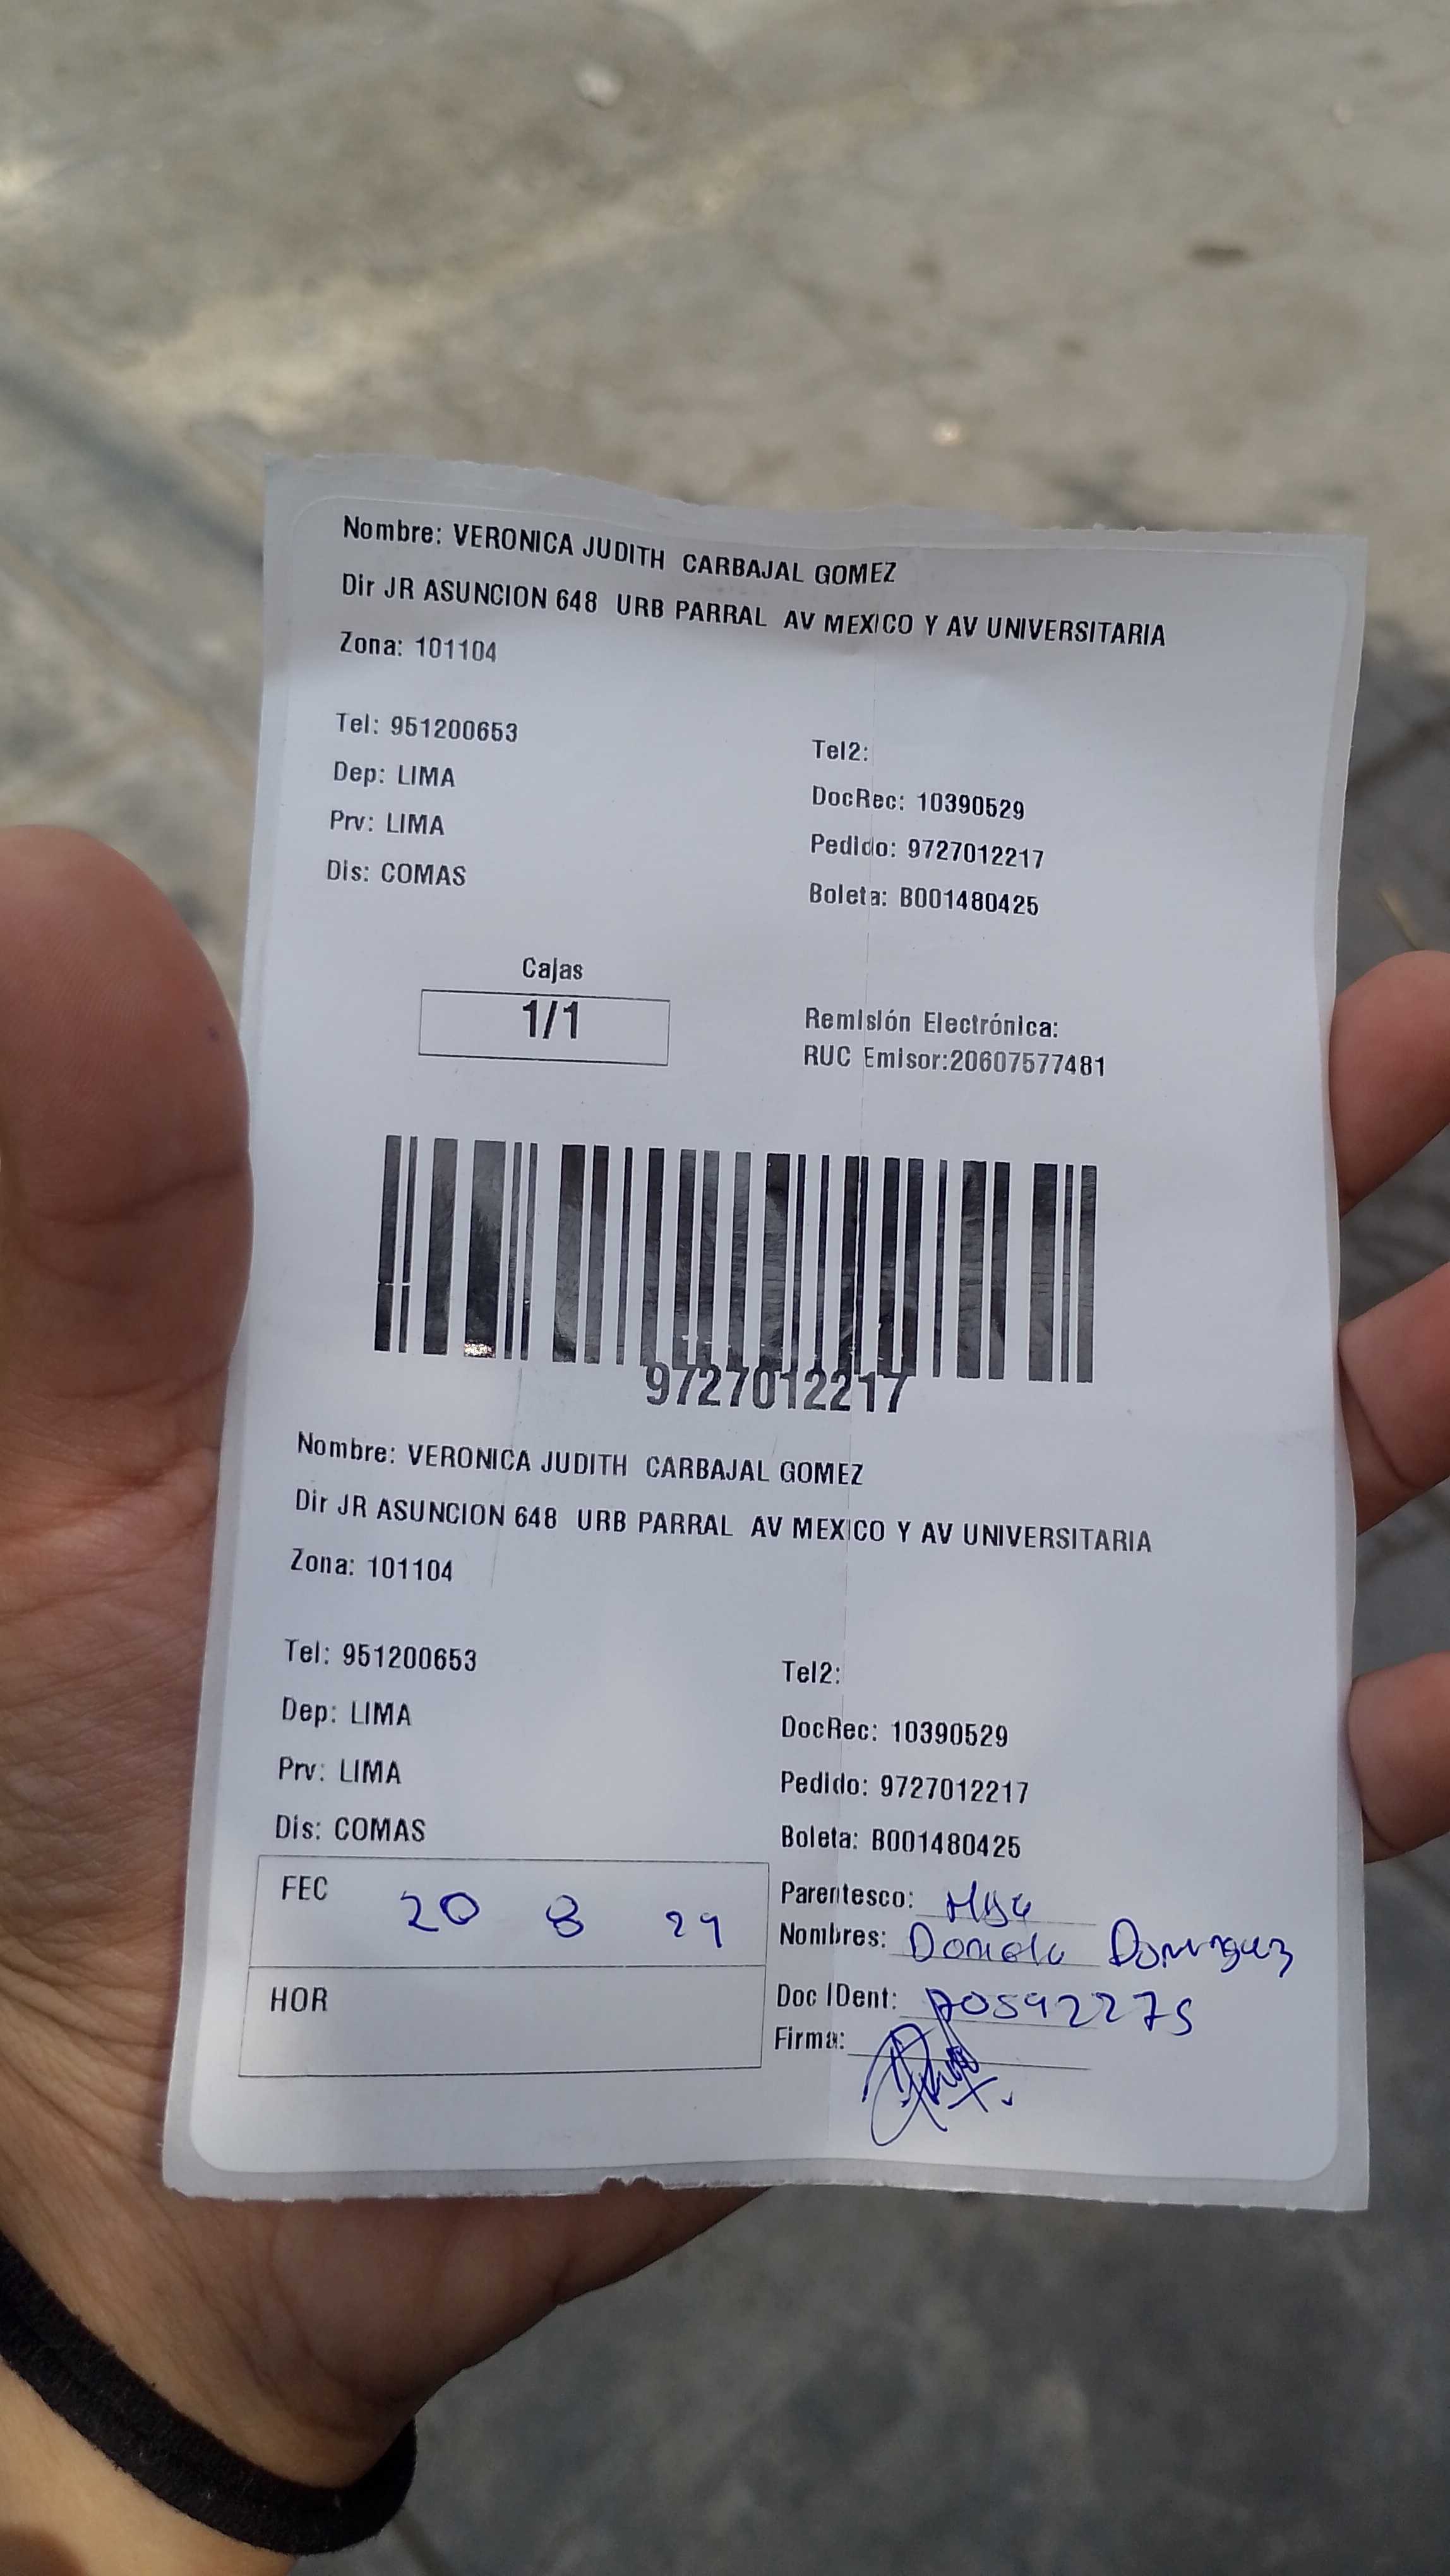 Nombre: VERONICA JUDITH CARBAJAL GOMEZ
Dir JR ASUNCION 648 URB PARRAL AV MEXICO Y AV UNIVERSITARIA
Zona: 101104
Tel: 951200653
Tel2:
Dep: LIMA
DocRec: 10390529
Prv: LIMA
Pedido: 9727012217
Dis: COMAS
Boleta: B001480425
Cajas
1/1
Remisión Electrónica:
RUC Emisor:20607577481
9727012217
Nombre: VERONICA JUDITH CARBAJAL GOMEZ
Dir JR ASUNCION 648 URB PARRAL AV MEXICO Y AV UNIVERSITARIA
Zona: 101104
Tel: 951200653
Tel2:
Dep: LIMA
DocRec: 10390529
Prv: LIMA
Pedido: 9727012217
Dis: COMAS
Boleta: B001480425
FEC 20 8
Parentesco: Hija
Nombres: Daniela Dominguez
HOR
Doc IDent: 70592275
Firma: